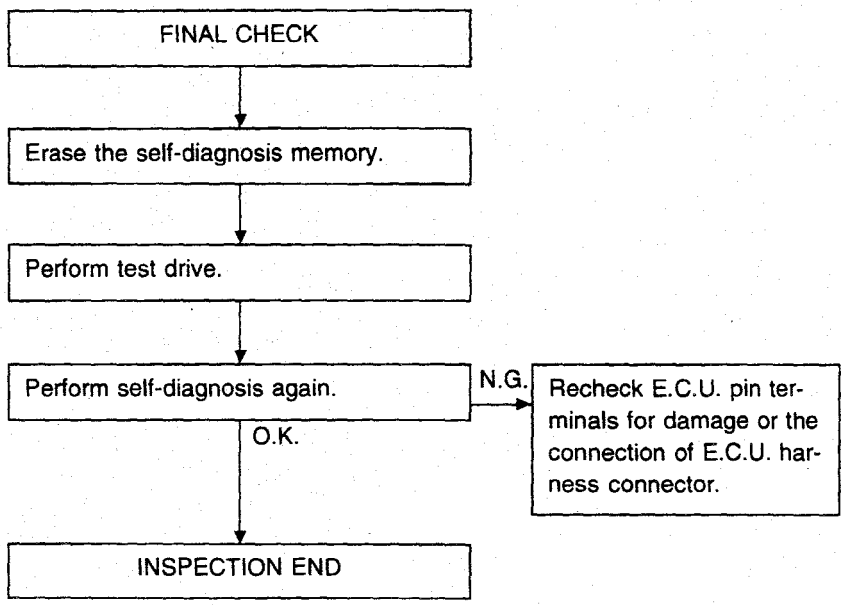 FINAL CHECK
Erase the self-diagnosis memory.
Perform test drive.
Perform self-diagnosis again.
N.G.
Recheck E.C.U. pin ter-
minals for damage or the
connection of E.C.U. har-
ness connector.
O.K.
INSPECTION END